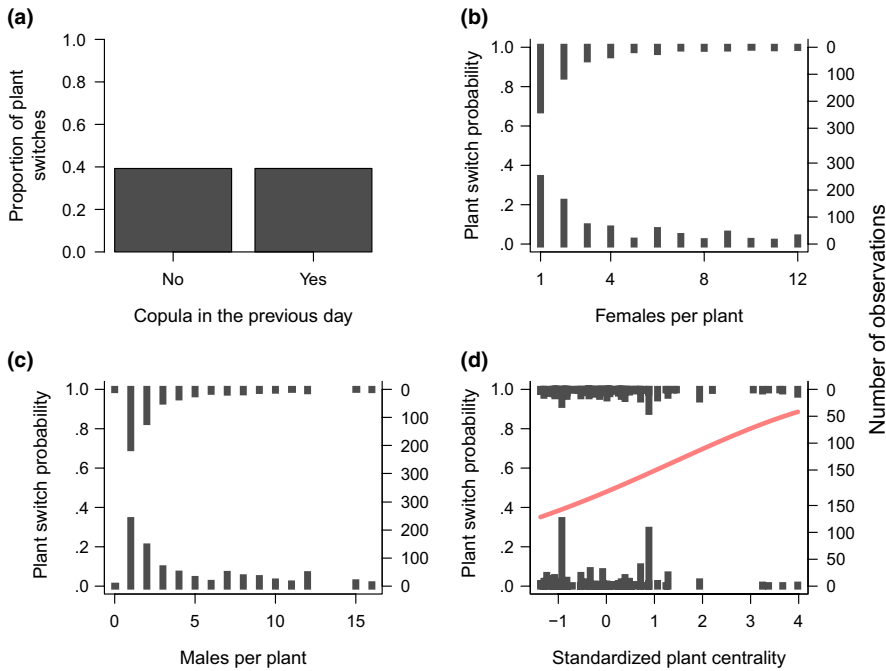 (a)
Proportion of plant
switches
1.0
0.8
0.6
0.4
0.2
0.0
No Yes
Copula in the previous day
(b)
Plant switch probability
1.0
.8
.6
.4
.2
.0
0
100
200
300
300
200
100
0
1 4 8 12
Females per plant
(c)
Plant switch probability
1.0
.8
.6
.4
.2
.0
0
100
200
300
300
200
100
0
0 5 10 15
Males per plant
(d)
Plant switch probability
1.0
.8
.6
.4
.2
.0
0
50
100
150
150
100
50
0
−1 0 1 2 3 4
Standardized plant centrality
Number of observations